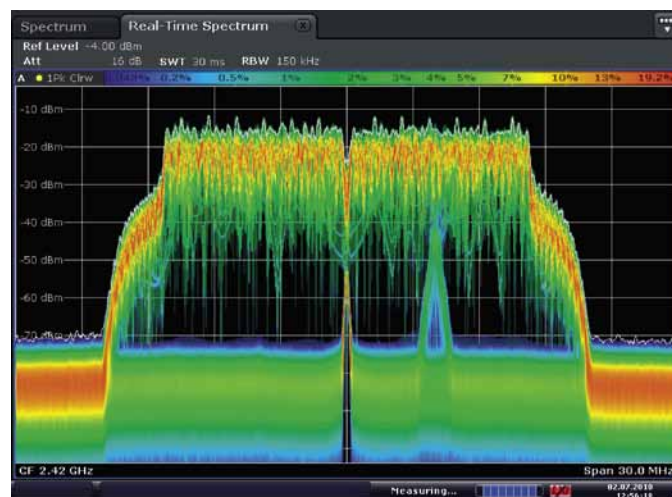 Spectrum
Real-Time Spectrum
Ref Level -4.00 dBm
Att 16 dB SWT 30 ms RBW 150 kHz
A 1Pk Clrw 0.2% 0.5% 1% 2% 3% 4% 5% 7% 10% 13% 19.2%
-10 dBm
-20 dBm
-30 dBm
-40 dBm
-50 dBm
-60 dBm
-70 dBm
CF 2.42 GHz Span 30.0 MHz
Measuring... 02.07.2010
12:56:18